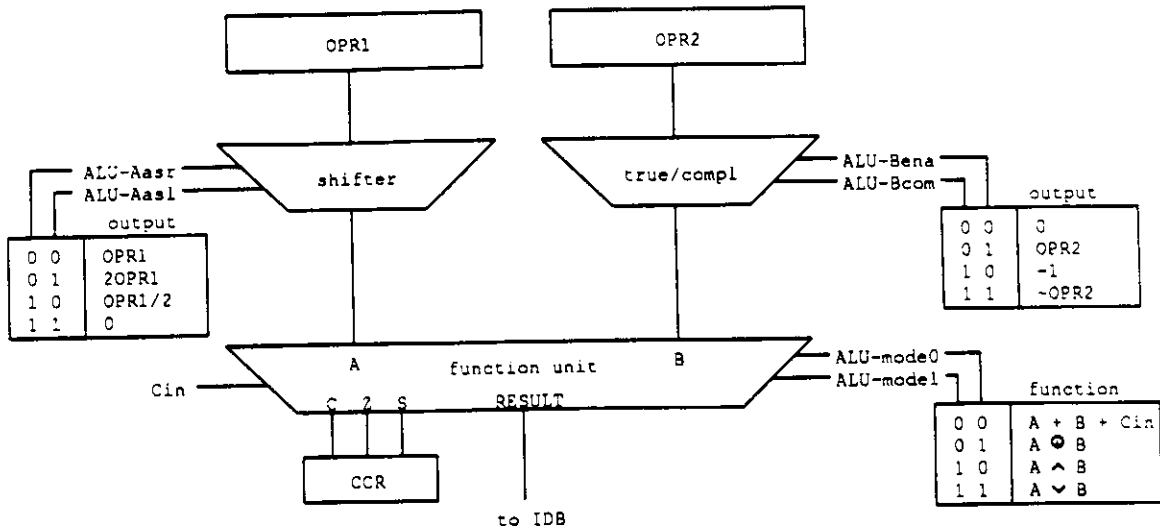 OPR1
OPR2
shifter
true/compl
ALU-Aasr
ALU-Aasl
ALU-Bena
ALU-Bcom
output
0 0 OPR1
0 1 2OPR1
1 0 OPR1/2
1 1 0
output
0 0 0
0 1 OPR2
1 0 -1
1 1 ~OPR2
A
function unit
B
Cin
C Z S
RESULT
CCR
to IDB
ALU-mode0
ALU-mode1
function
0 0 A + B + Cin
0 1 A ⊕ B
1 0 A ∧ B
1 1 A ∨ B